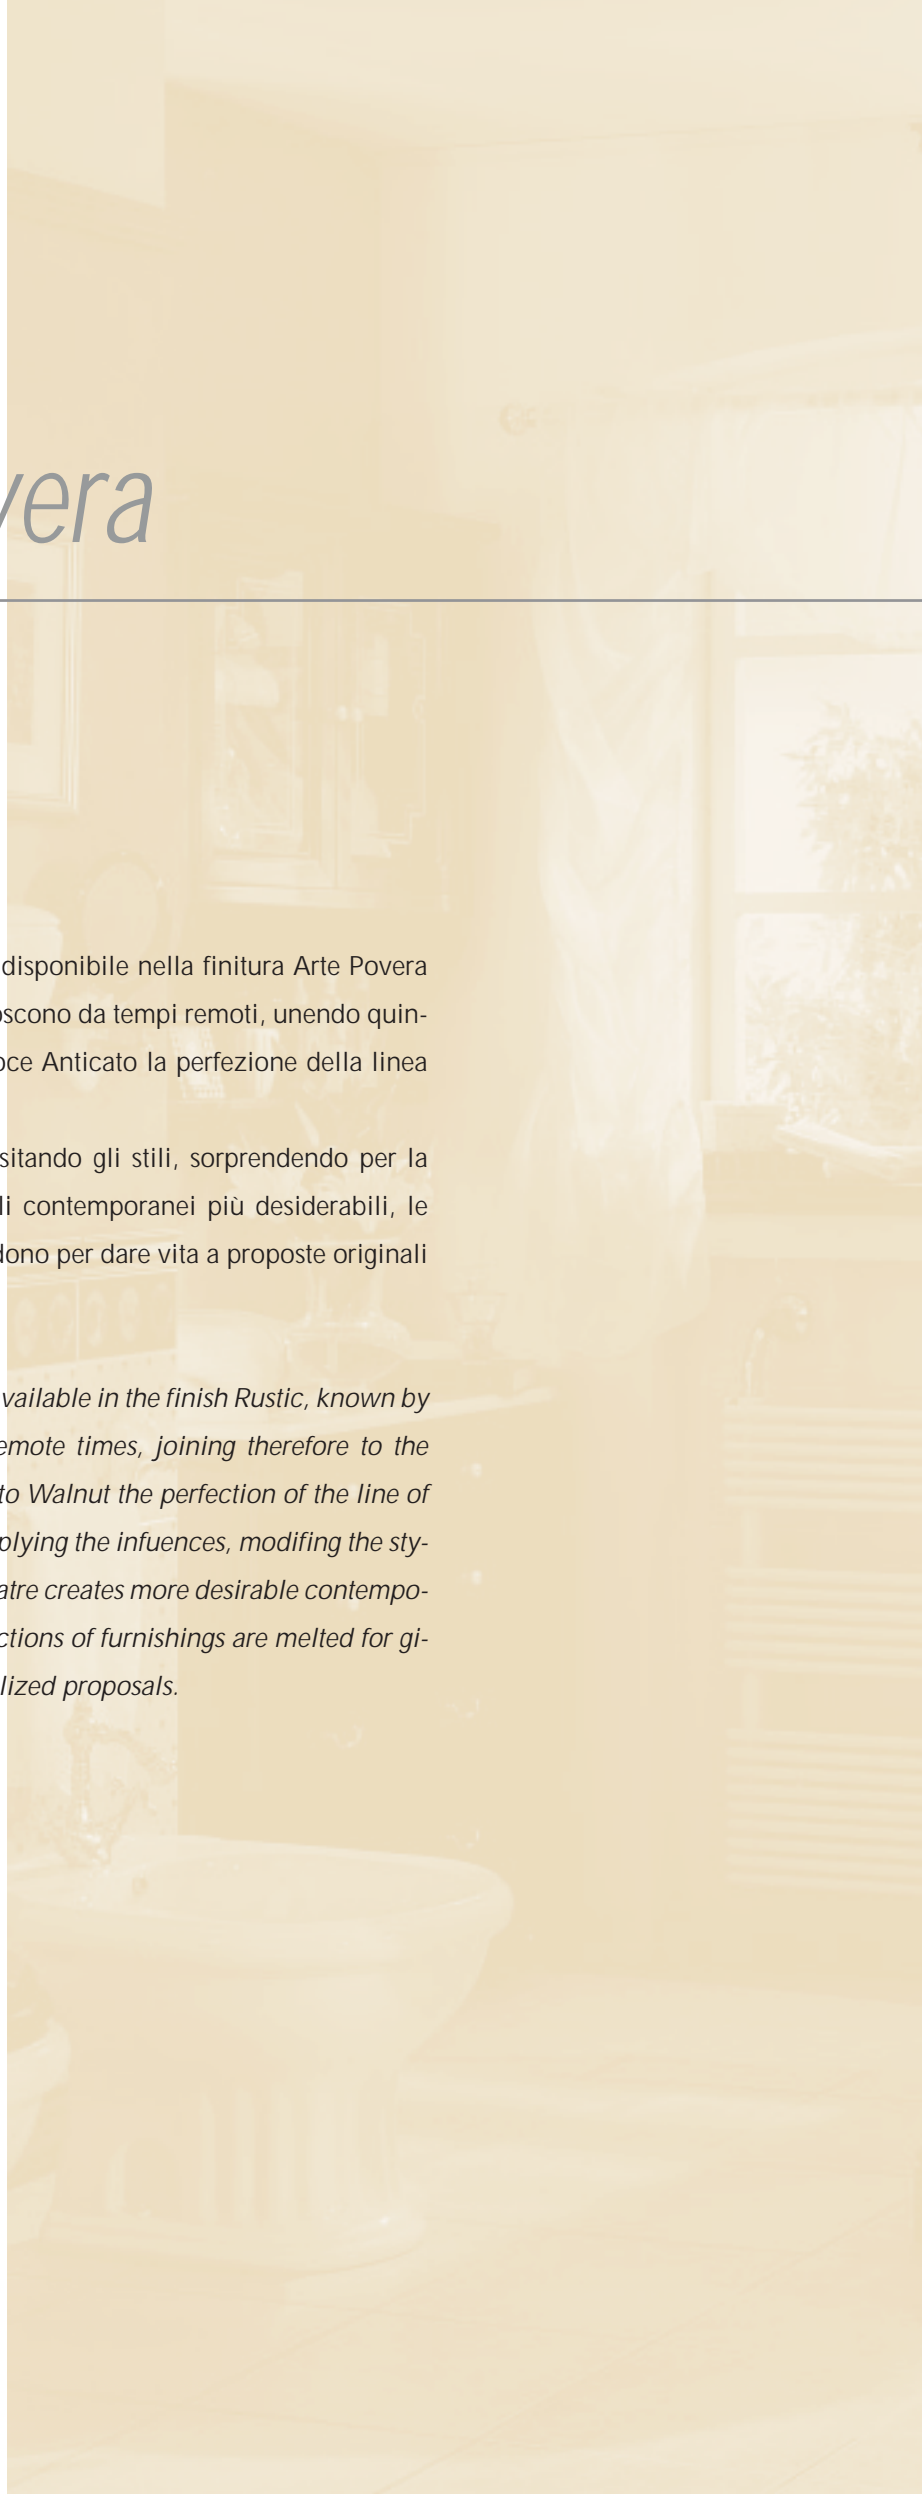 vera
disponibile nella finitura Arte Povera
oscono da tempi remoti, unendo quin-
oce Anticato la perfezione della linea
sitando gli stili, sorprendendo per la
li contemporanei più desiderabili, le
dono per dare vita a proposte originali
vailable in the finish Rustic, known by
emote times, joining therefore to the
to Walnut the perfection of the line of
plying the infuences, modifing the sty-
atre creates more desirable contempo-
ctions of furnishings are melted for gi-
lized proposals.